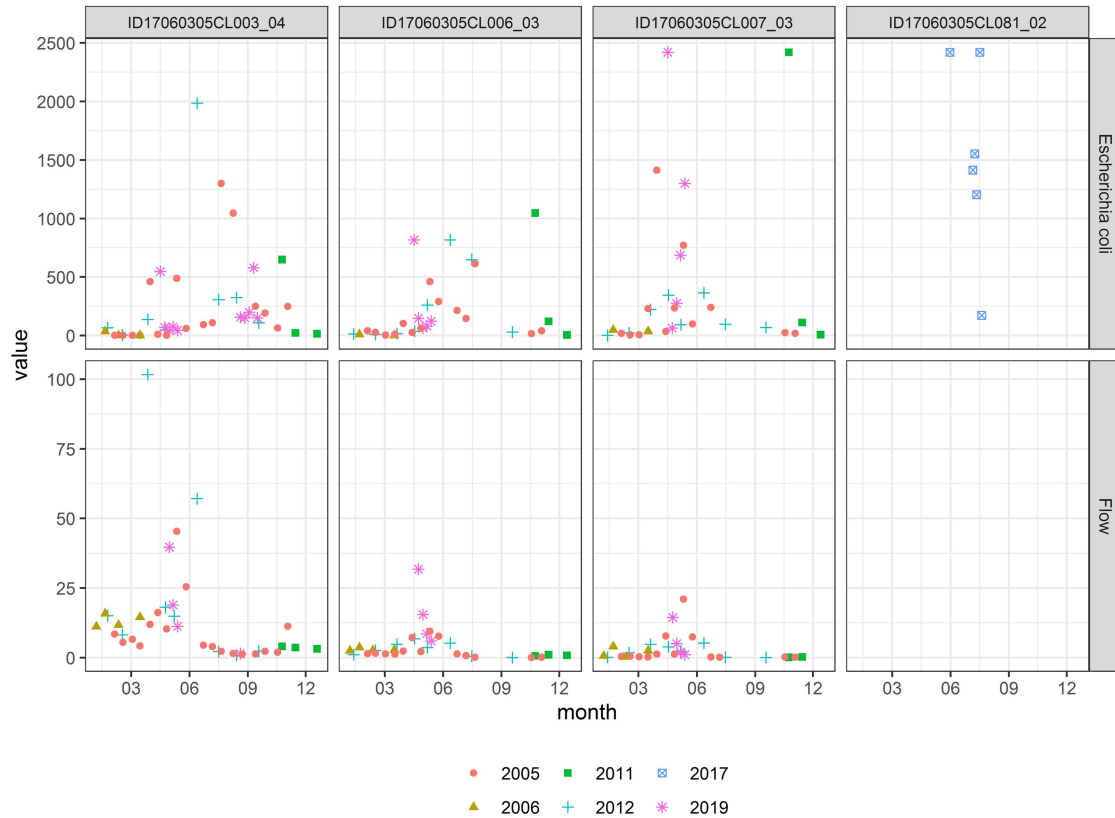 ID17060305CL003_04 ID17060305CL006_03 ID17060305CL007_03 ID17060305CL081_02
2500
2000
1500
1000
500
0
Escherichia coli
value
100
75
50
25
0
Flow
03 06 09 12 03 06 09 12 03 06 09 12 03 06 09 12
month
2005 2011 2017
2006 2012 2019